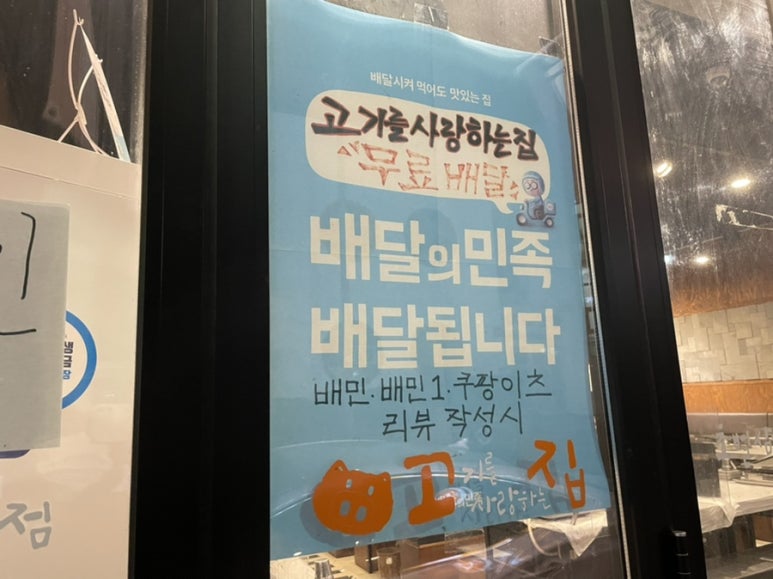 배달시켜 먹어도 맛있는 집
고기를사랑하는집
"무료배달"
배달의민족
배달됩니다
배민·배민1·쿠팡이츠
리뷰 작성시
고기를사랑하는집
점